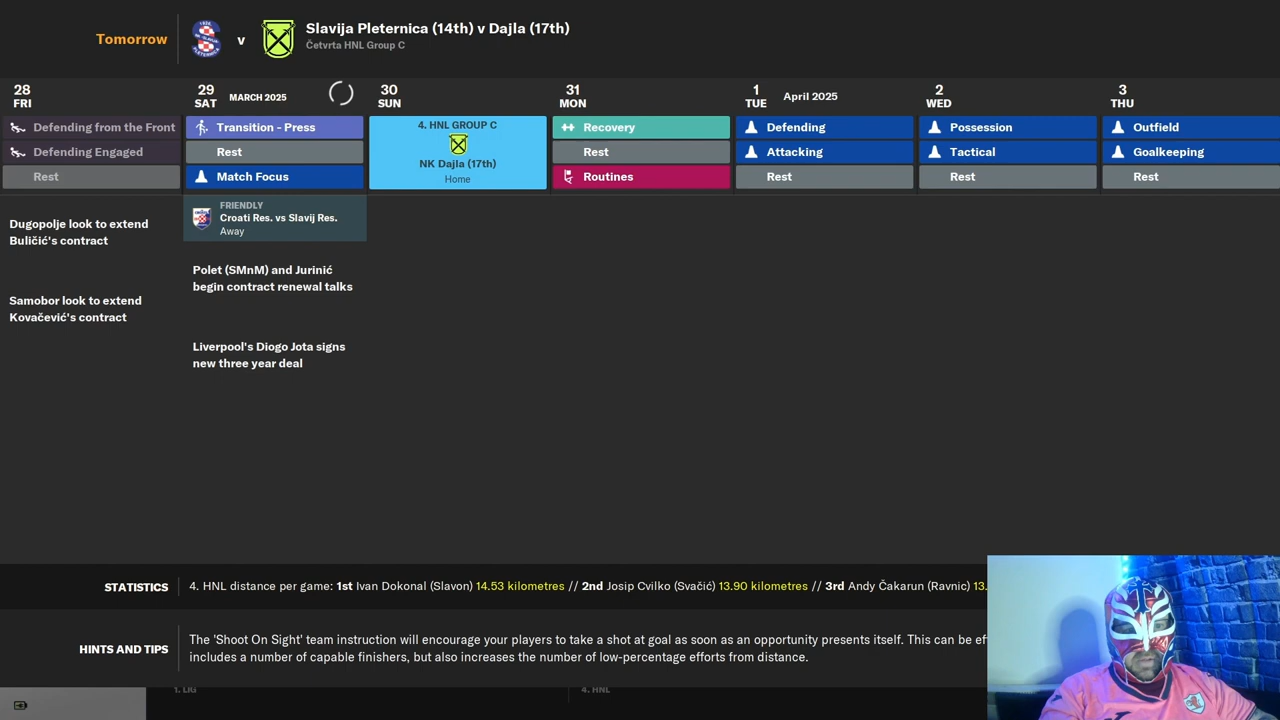 Tomorrow
v
Slavija Pleternica (14th) v Dajla (17th)
Četvrta HNL Group C
28
FRI
29
SAT
MARCH 2025
30
SUN
31
MON
1
TUE
April 2025
2
WED
3
THU
Defending from the Front
Defending Engaged
Rest
Transition - Press
Rest
Match Focus
4. HNL GROUP C
NK Dajla (17th)
Home
Recovery
Rest
Routines
Defending
Attacking
Rest
Possession
Tactical
Rest
Outfield
Goalkeeping
Rest
Dugopolje look to extend
Buličić's contract
Samobor look to extend
Kovačević's contract
FRIENDLY
Croati Res. vs Slavij Res.
Away
Polet (SMnM) and Jurinić
begin contract renewal talks
Liverpool's Diogo Jota signs
new three year deal
STATISTICS
4. HNL distance per game: 1st Ivan Dokonal (Slavon) 14.53 kilometres // 2nd Josip Cvilko (Svačić) 13.90 kilometres // 3rd Andy Čakarun (Ravnic) 13.
HINTS AND TIPS
The 'Shoot On Sight' team instruction will encourage your players to take a shot at goal as soon as an opportunity presents itself. This can be
includes a number of capable finishers, but also increases the number of low-percentage efforts from distance.
1. LIG
4. HNL